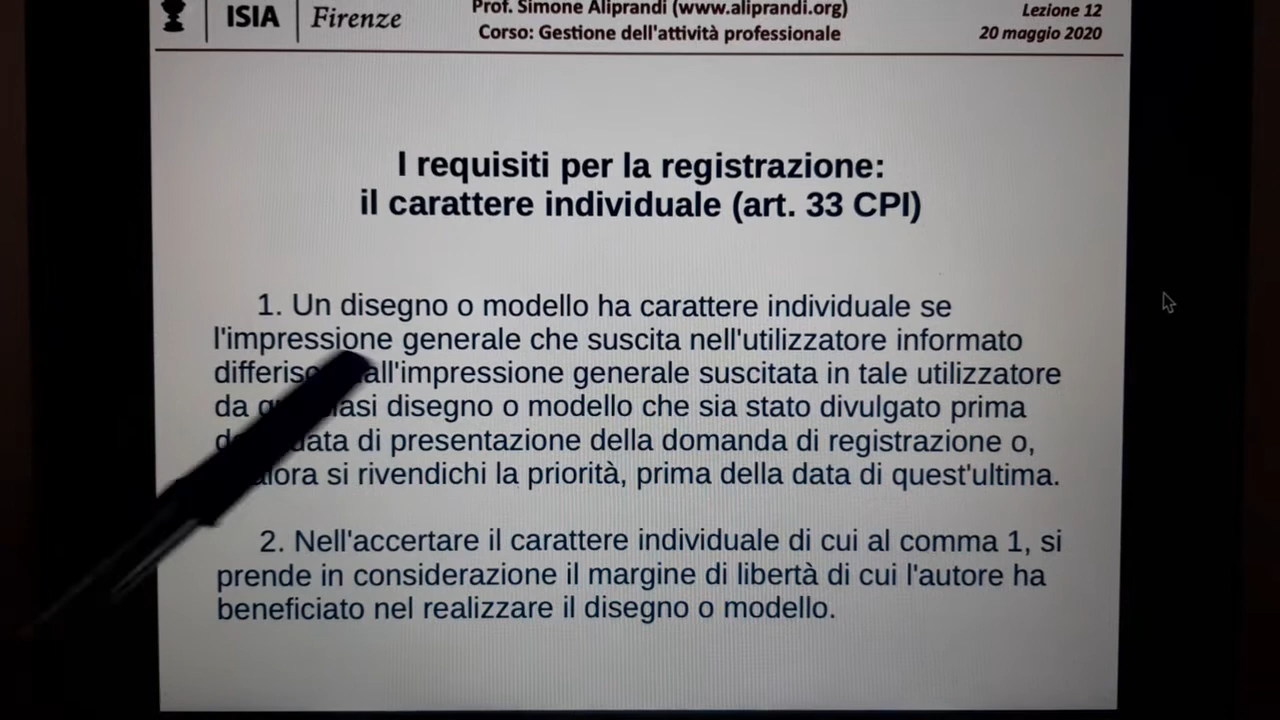 ISIA Firenze
Prof. Simone Aliprandi (www.aliprandi.org)
Corso: Gestione dell'attività professionale
Lezione 12
20 maggio 2020
I requisiti per la registrazione:
il carattere individuale (art. 33 CPI)
1. Un disegno o modello ha carattere individuale se
l'impressione generale che suscita nell'utilizzatore informato
all'impressione generale suscitata in tale utilizzatore
da disegno o modello che sia stato divulgato prima
data di presentazione della domanda di registrazione o,
si rivendichi la priorità, prima della data di quest'ultima.
2. Nell'accertare il carattere individuale di cui al comma 1, si
prende in considerazione il margine di libertà di cui l'autore ha
beneficiato nel realizzare il disegno o modello.